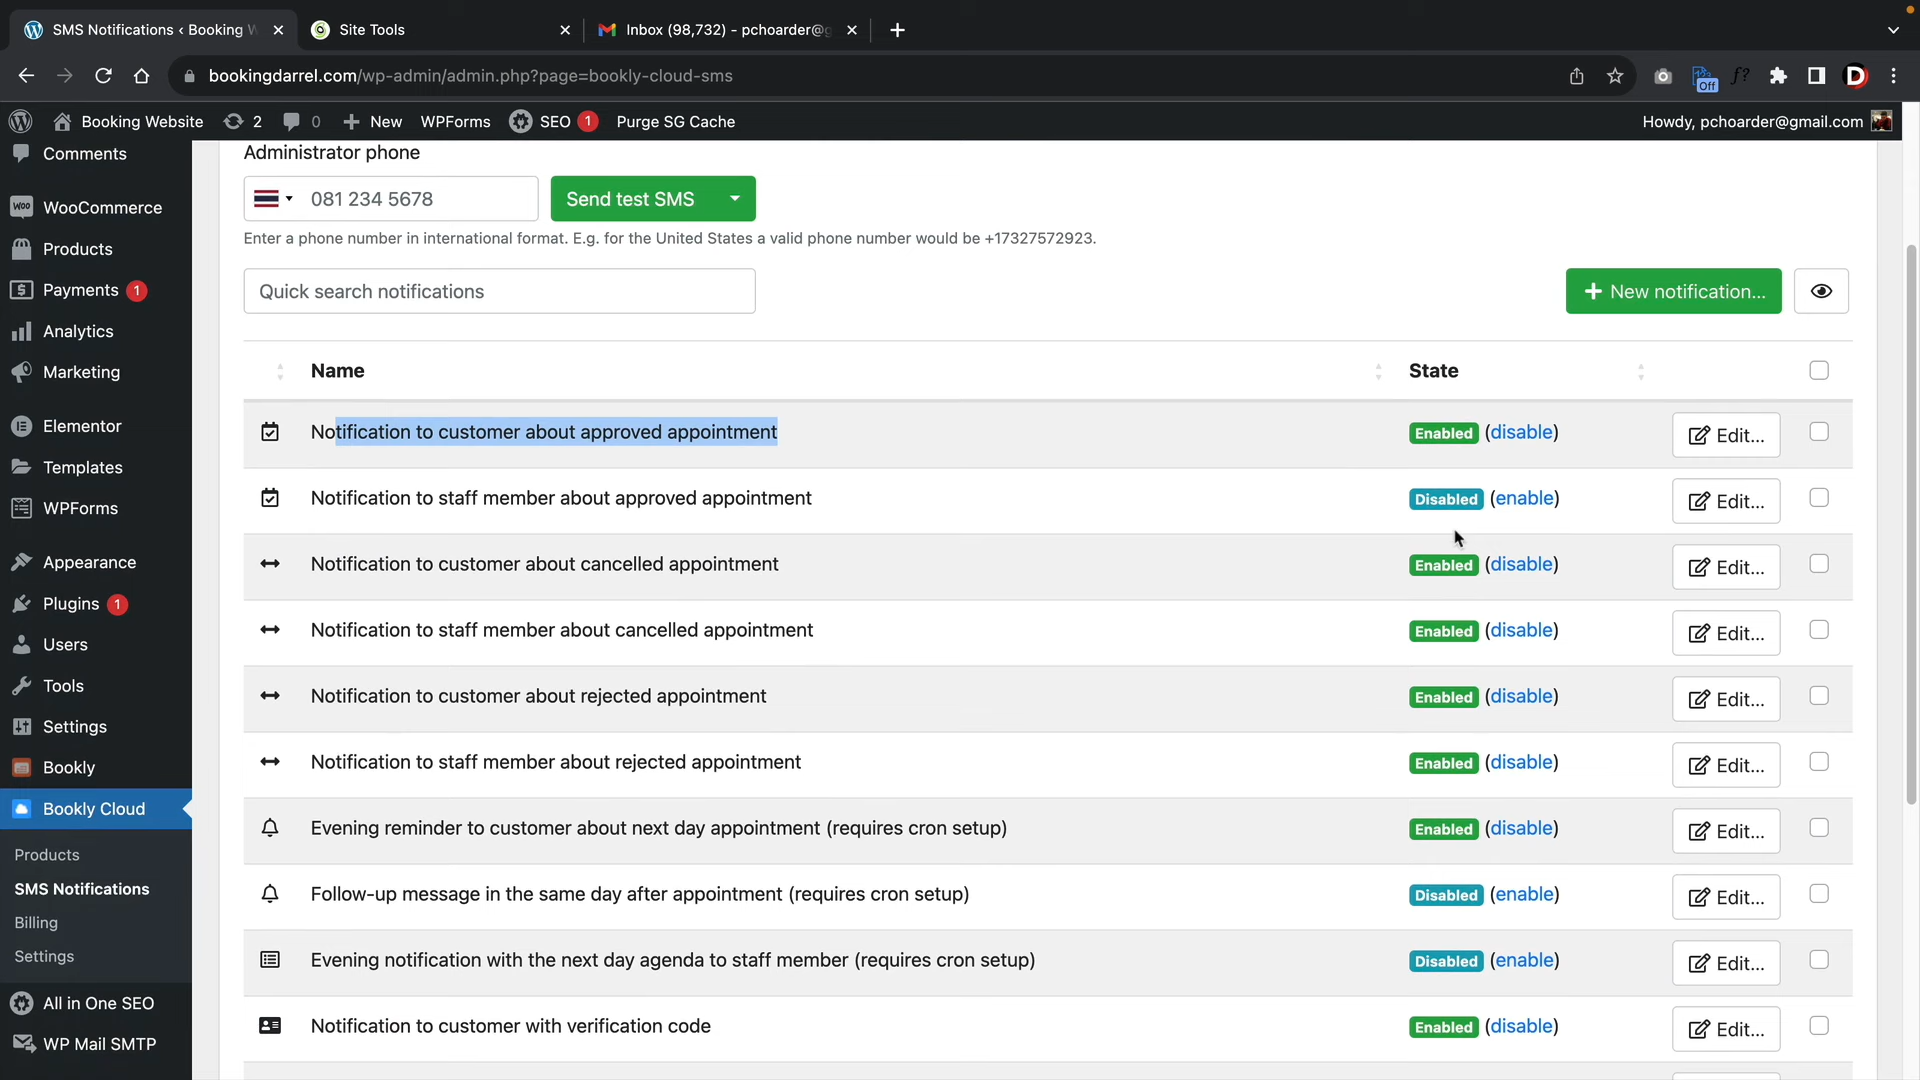 SMS Notifications ‹ Booking W
Site Tools
Inbox (98,732) - pchoarder@g
bookingdarrel.com/wp-admin/admin.php?page=bookly-cloud-sms
Off
f?
D
Booking Website
2
0
New
WPForms
SEO
1
Purge SG Cache
Howdy, pchoarder@gmail.com
Comments
WooCommerce
Products
Payments 1
Analytics
Marketing
Elementor
Templates
WPForms
Appearance
Plugins 1
Users
Tools
Settings
Bookly
Bookly Cloud
Products
SMS Notifications
Billing
Settings
All in One SEO
WP Mail SMTP
Administrator phone
081 234 5678
Send test SMS
Enter a phone number in international format. E.g. for the United States a valid phone number would be +17327572923.
Quick search notifications
New notification...
Name State
Notification to customer about approved appointment Enabled (disable) Edit...
Notification to staff member about approved appointment Disabled (enable) Edit...
Notification to customer about cancelled appointment Enabled (disable) Edit...
Notification to staff member about cancelled appointment Enabled (disable) Edit...
Notification to customer about rejected appointment Enabled (disable) Edit...
Notification to staff member about rejected appointment Enabled (disable) Edit...
Evening reminder to customer about next day appointment (requires cron setup) Enabled (disable) Edit...
Follow-up message in the same day after appointment (requires cron setup) Disabled (enable) Edit...
Evening notification with the next day agenda to staff member (requires cron setup) Disabled (enable) Edit...
Notification to customer with verification code Enabled (disable) Edit...